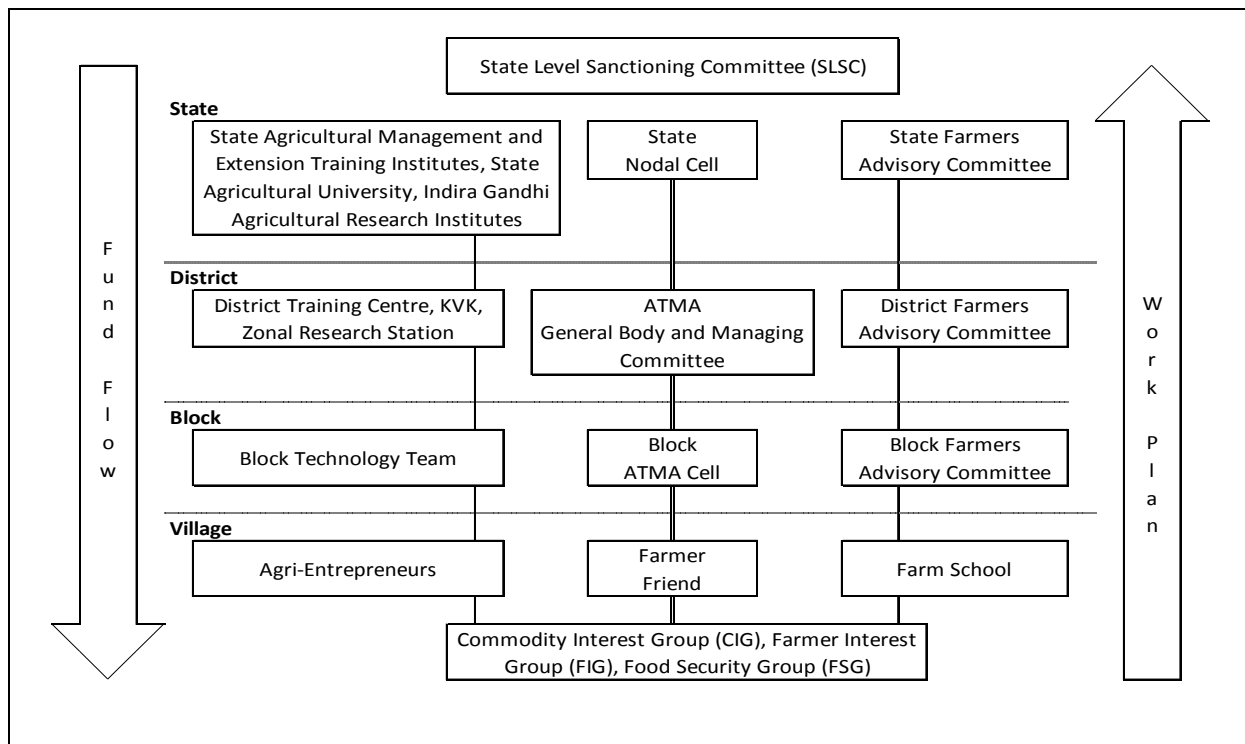 State Level Sanctioning Committee (SLSC)
State
State Agricultural Management and
Extension Training Institutes, State
Agricultural University, Indira Gandhi
Agricultural Research Institutes
State
Nodal Cell
State Farmers
Advisory Committee
District
District Training Centre, KVK,
Zonal Research Station
ATMA
General Body and Managing
Committee
District Farmers
Advisory Committee
Block
Block Technology Team
Block
ATMA Cell
Block Farmers
Advisory Committee
Village
Agri-Entrepreneurs
Farmer
Friend
Farm School
Commodity Interest Group (CIG), Farmer Interest
Group (FIG), Food Security Group (FSG)
Fund Flow
Work Plan